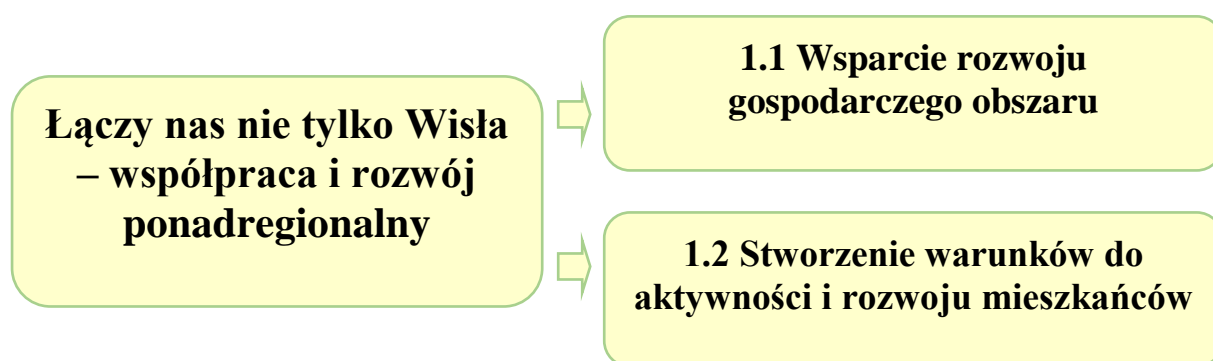 Łączy nas nie tylko Wisła
– współpraca i rozwój
ponadregionalny
1.1 Wsparcie rozwoju
gospodarczego obszaru
1.2 Stworzenie warunków do
aktywności i rozwoju mieszkańców